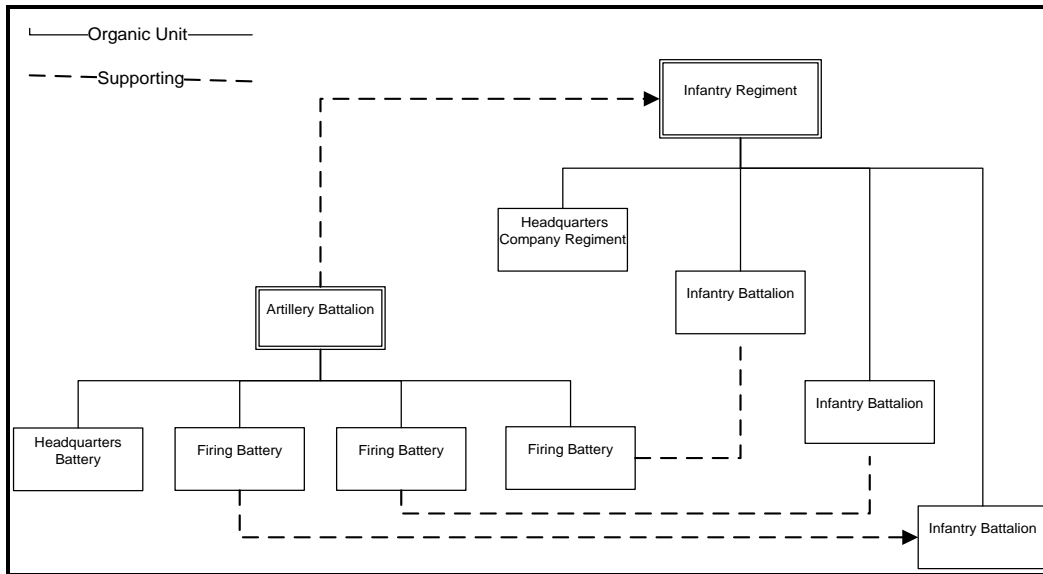 Organic Unit
Supporting
Infantry Regiment
Headquarters
Company Regiment
Artillery Battalion
Infantry Battalion
Infantry Battalion
Headquarters
Battery
Firing Battery
Firing Battery
Firing Battery
Infantry Battalion